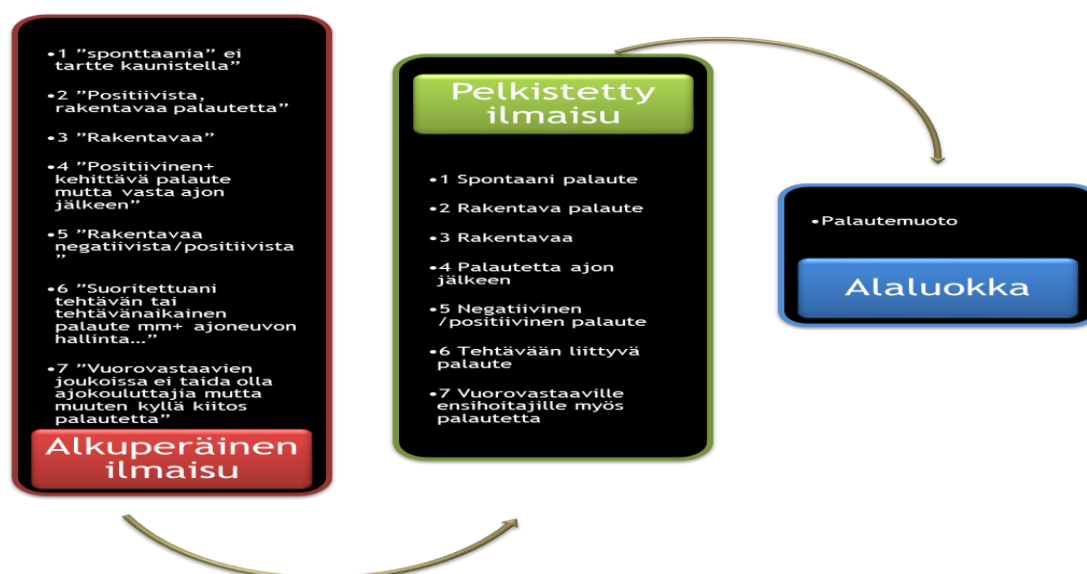 •1 ”sponttaania” ei
tartte kaunistella”
•2 ”Positiivista,
rakentavaa palautetta”
•3 ”Rakentavaa”
•4 ”Positiivinen+
kehittävä palaute
mutta vasta ajon
jälkeen”
•5 ”Rakentavaa
negatiivista/positiivista
”
•6 ”Suoritettuani
tehtävän tai
tehtävänaikainen
palaute mm+ ajoneuvon
hallinta...”
•7 ”Vuorovastaavien
joukoissa ei taida olla
ajokouluttajia mutta
muuten kyllä kiitos
palautetta”
Alkuperäinen
ilmaisu
Pelkistetty
ilmaisu
•1 Spontaani palaute
•2 Rakentava palaute
•3 Rakentavaa
•4 Palautetta ajon
jälkeen
•5 Negatiivinen
/positiivinen palaute
•6 Tehtävään liittyvä
palaute
•7 Vuorovastaaville
ensihoitajille myös
palautetta
•Palautemuoto
Alaluokka